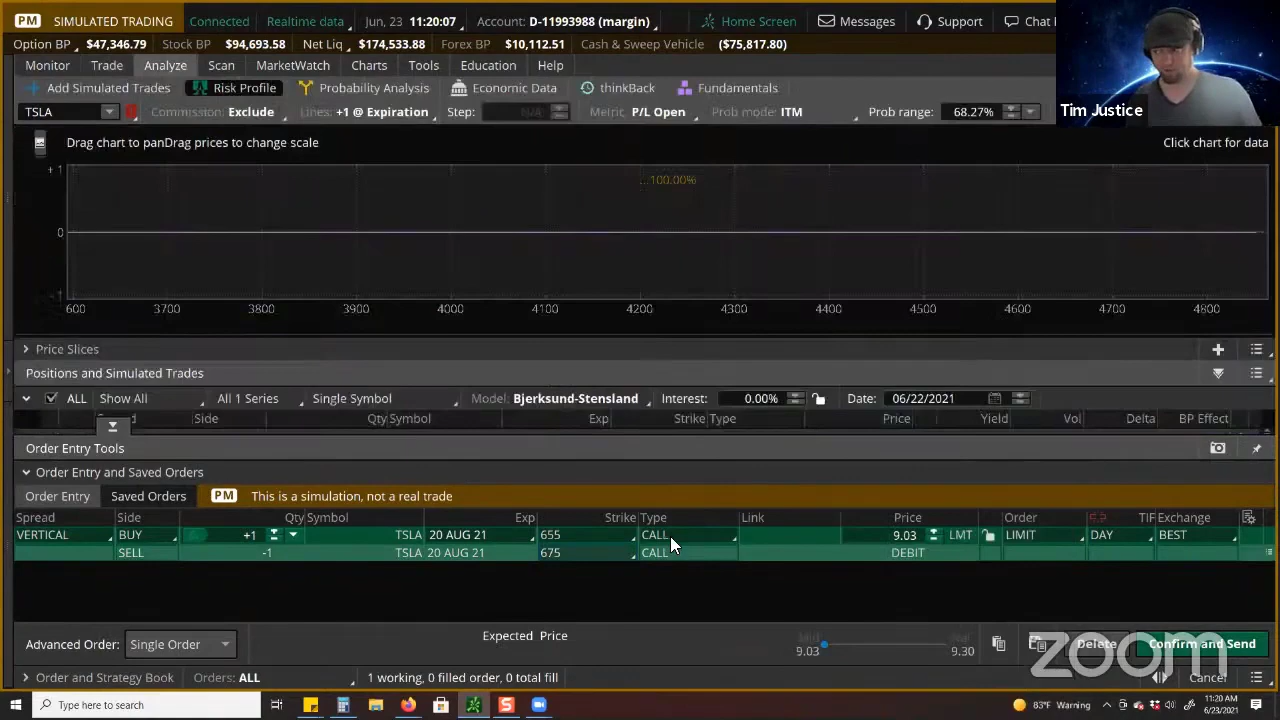 PM SIMULATED TRADING Connected Realtime data Jun, 23 11:20:07 Account: D-11993988 (margin) Home Screen Messages Support Chat
Option BP $47,346.79 Stock BP $94,693.58 Net Liq $174,533.88 Forex BP $10,112.51 Cash & Sweep Vehicle ($75,817.80)
Monitor Trade Analyze Scan MarketWatch Charts Tools Education Help
Add Simulated Trades Risk Profile Probability Analysis Economic Data thinkBack Fundamentals
TSLA Commission: Exclude Lines: +1 @ Expiration Step: N/A Metric P/L Open Prob mode: ITM Prob range: 68.27%
Tim Justice
Drag chart to panDrag prices to change scale Click chart for data
+ 1
...100.00%
0
-1
600 3700 3800 3900 4000 4100 4200 4300 4400 4500 4600 4700 4800
Price Slices
Positions and Simulated Trades
ALL Show All All 1 Series Single Symbol Model: Bjerksund-Stensland Interest: 0.00% Date: 06/22/2021
Side Qty Symbol Exp Strike Type Price Yield Vol Delta BP Effect
Order Entry Tools
Order Entry and Saved Orders
Order Entry Saved Orders PM This is a simulation, not a real trade
Spread Side Qty Symbol Exp Strike Type Link Price Order TIF Exchange
VERTICAL BUY +1 TSLA 20 AUG 21 655 CALL 9.03 LMT LIMIT DAY BEST
SELL -1 TSLA 20 AUG 21 675 CALL DEBIT
Advanced Order: Single Order Expected Price 9.03 9.30 Delete Confirm and Send
zoom
Order and Strategy Book Orders: ALL 1 working, 0 filled order, 0 total fill Cancel
Type here to search 83°F Warning 11:20 AM
6/23/2021